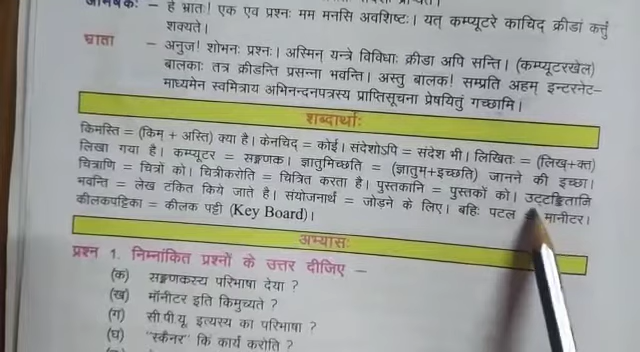 – हे भ्रातः! एक एव प्रश्नः मम मनसि अवशिष्टः। यत् कम्प्यूटरे काचिद् क्रीडां कर्त्तुं
शक्यते।
भ्राता – अनुज! शोभनः प्रश्नः। अस्मिन् यन्त्रे विविधाः क्रीडा अपि सन्ति। (कम्प्यूटरखेल)
बालकाः तत्र क्रीडन्ति प्रसन्ना भवन्ति। अस्तु बालक! सम्प्रति अहम् इन्टरनेट–
माध्यमेन स्वमित्राय अभिनन्दनपत्रस्य प्राप्तिसूचना प्रेषयितुं गच्छामि।
शब्दार्थाः
किमस्ति = (किम् + अस्ति) क्या है। केनचिद् = कोई। संदेशोऽपि = संदेश भी। लिखितः = (लिख्+क्त)
लिखा गया है। कम्प्यूटर = सङ्गणक। ज्ञातुमिच्छति = (ज्ञातुम्+इच्छति) जानने की इच्छा।
चित्राणि = चित्रों को। चित्रीकरोति = चित्रित करता है। पुस्तकानि = पुस्तकों को। उट्टङ्कितानि
भवन्ति = लेख टंकित किये जाते है। संयोजनार्थ = जोड़ने के लिए। बहिः पटल = मानीटर।
कीलकपट्टिका = कीलक पट्टी (Key Board)।
अभ्यासः
प्रश्न 1. निम्नांकित प्रश्नों के उत्तर दीजिए –
(क) सङ्गणकस्य परिभाषा देया ?
(ख) मॉनीटर इति किमुच्यते ?
(ग) सी.पी.यू. इत्यस्य का परिभाषा ?
(घ) "स्कैनर" किं कार्य करोति ?